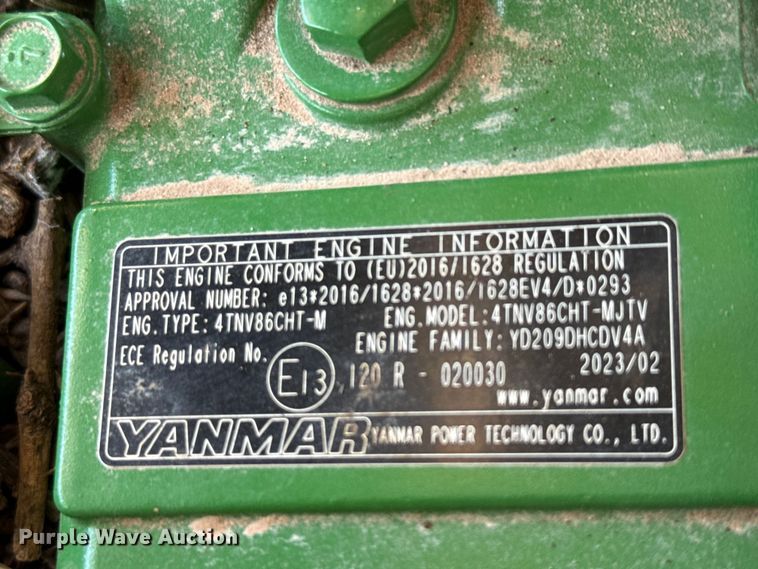 7
IMPORTANT ENGINE INFORMATION
THIS ENGINE CONFORMS TO (EU)2016/1628 REGULATION
APPROVAL NUMBER: e13*2016/1628*2016/1628EV4/D*0293
ENG.TYPE: 4TNV86CHT-M ENG.MODEL:4TNV86CHT-MJTV
ENGINE FAMILY: YD209DHCDV4A
ECE Regulation No. E13 120 R - 020030 2023/02
www.yanmar.com
YANMAR YANMAR POWER TECHNOLOGY CO., LTD.
Purple Wave Auction